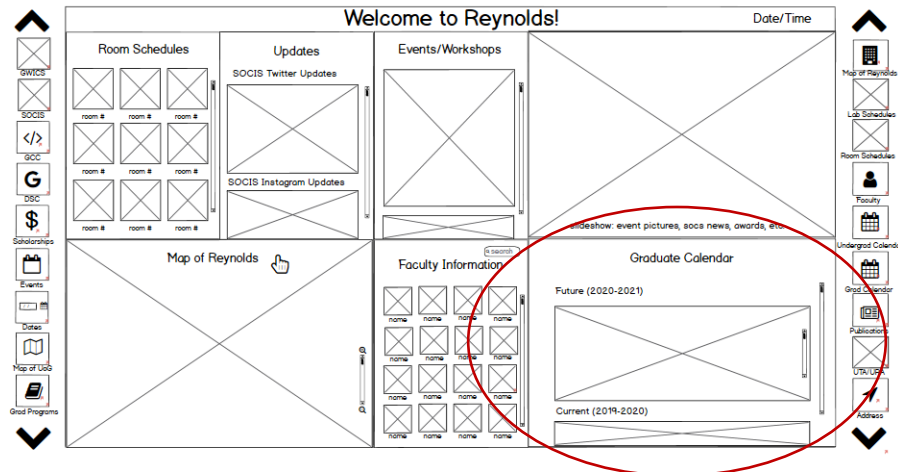 Welcome to Reynolds!
Date/Time
GWICS
SOCIS
</>
GCC
G
DSC
$
Scholarships
Events
Dates
Map of UoG
Grad Programs
Room Schedules
room # room # room #
room # room # room #
room # room # room #
Updates
SOCIS Twitter Updates
SOCIS Instagram Updates
Events/Workshops
slideshow: event pictures, socs news, awards, etc
Map of Reynolds
search
Faculty Information
name name name name
name name name name
name name name name
name name name name
Graduate Calendar
Future (2020-2021)
Current (2019-2020)
Map of Reynolds
Lab Schedules
Room Schedules
Faculty
Undergrad Calendar
Grad Calendar
Publications
UTA/URA
Address